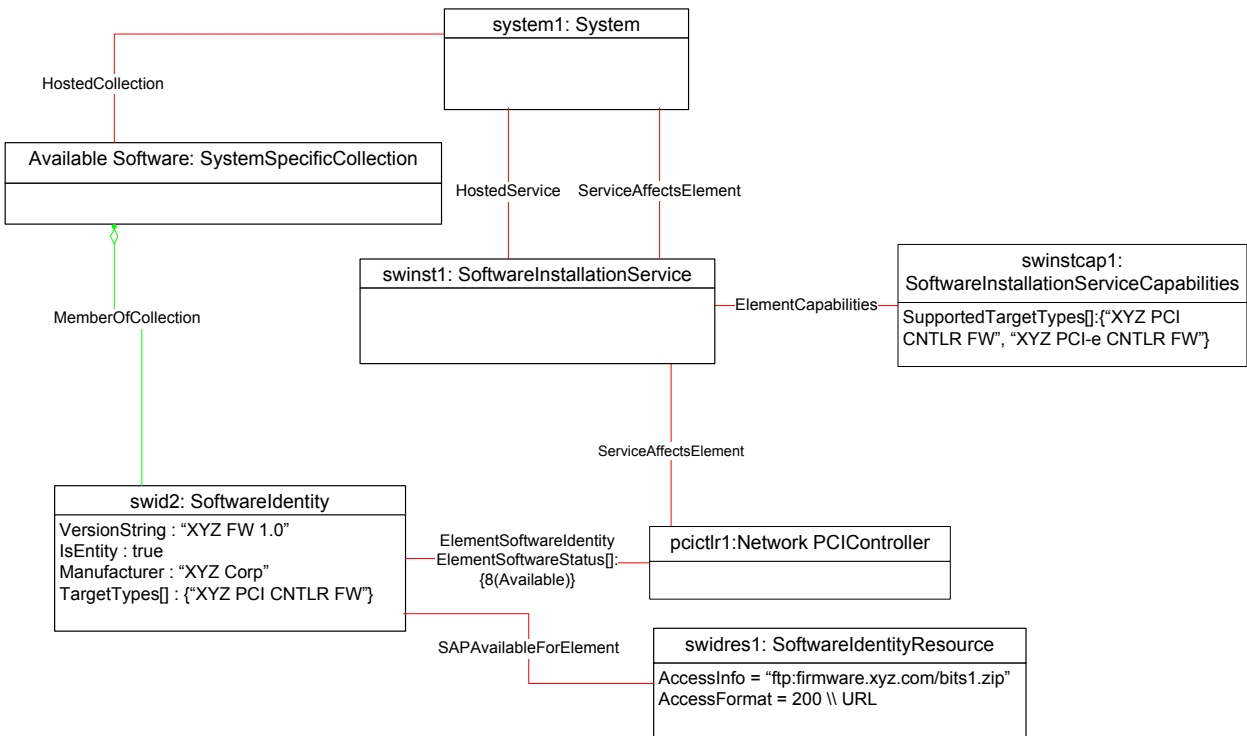 system1: System
HostedCollection
Available Software: SystemSpecificCollection
HostedService
ServiceAffectsElement
swinst1: SoftwareInstallationService
swinstcap1:
SoftwareInstallationServiceCapabilities
ElementCapabilities
SupportedTargetTypes[]:{“XYZ PCI
CNTLR FW”, “XYZ PCI-e CNTLR FW”}
MemberOfCollection
ServiceAffectsElement
swid2: SoftwareIdentity
VersionString : “XYZ FW 1.0”
IsEntity : true
Manufacturer : “XYZ Corp”
TargetTypes[] : {“XYZ PCI CNTLR FW”}
ElementSoftwareIdentity
ElementSoftwareStatus[]:
{8(Available)}
pcictlr1:Network PCIController
SAPAvailableForElement
swidres1: SoftwareIdentityResource
AccessInfo = “ftp:firmware.xyz.com/bits1.zip”
AccessFormat = 200 \\ URL